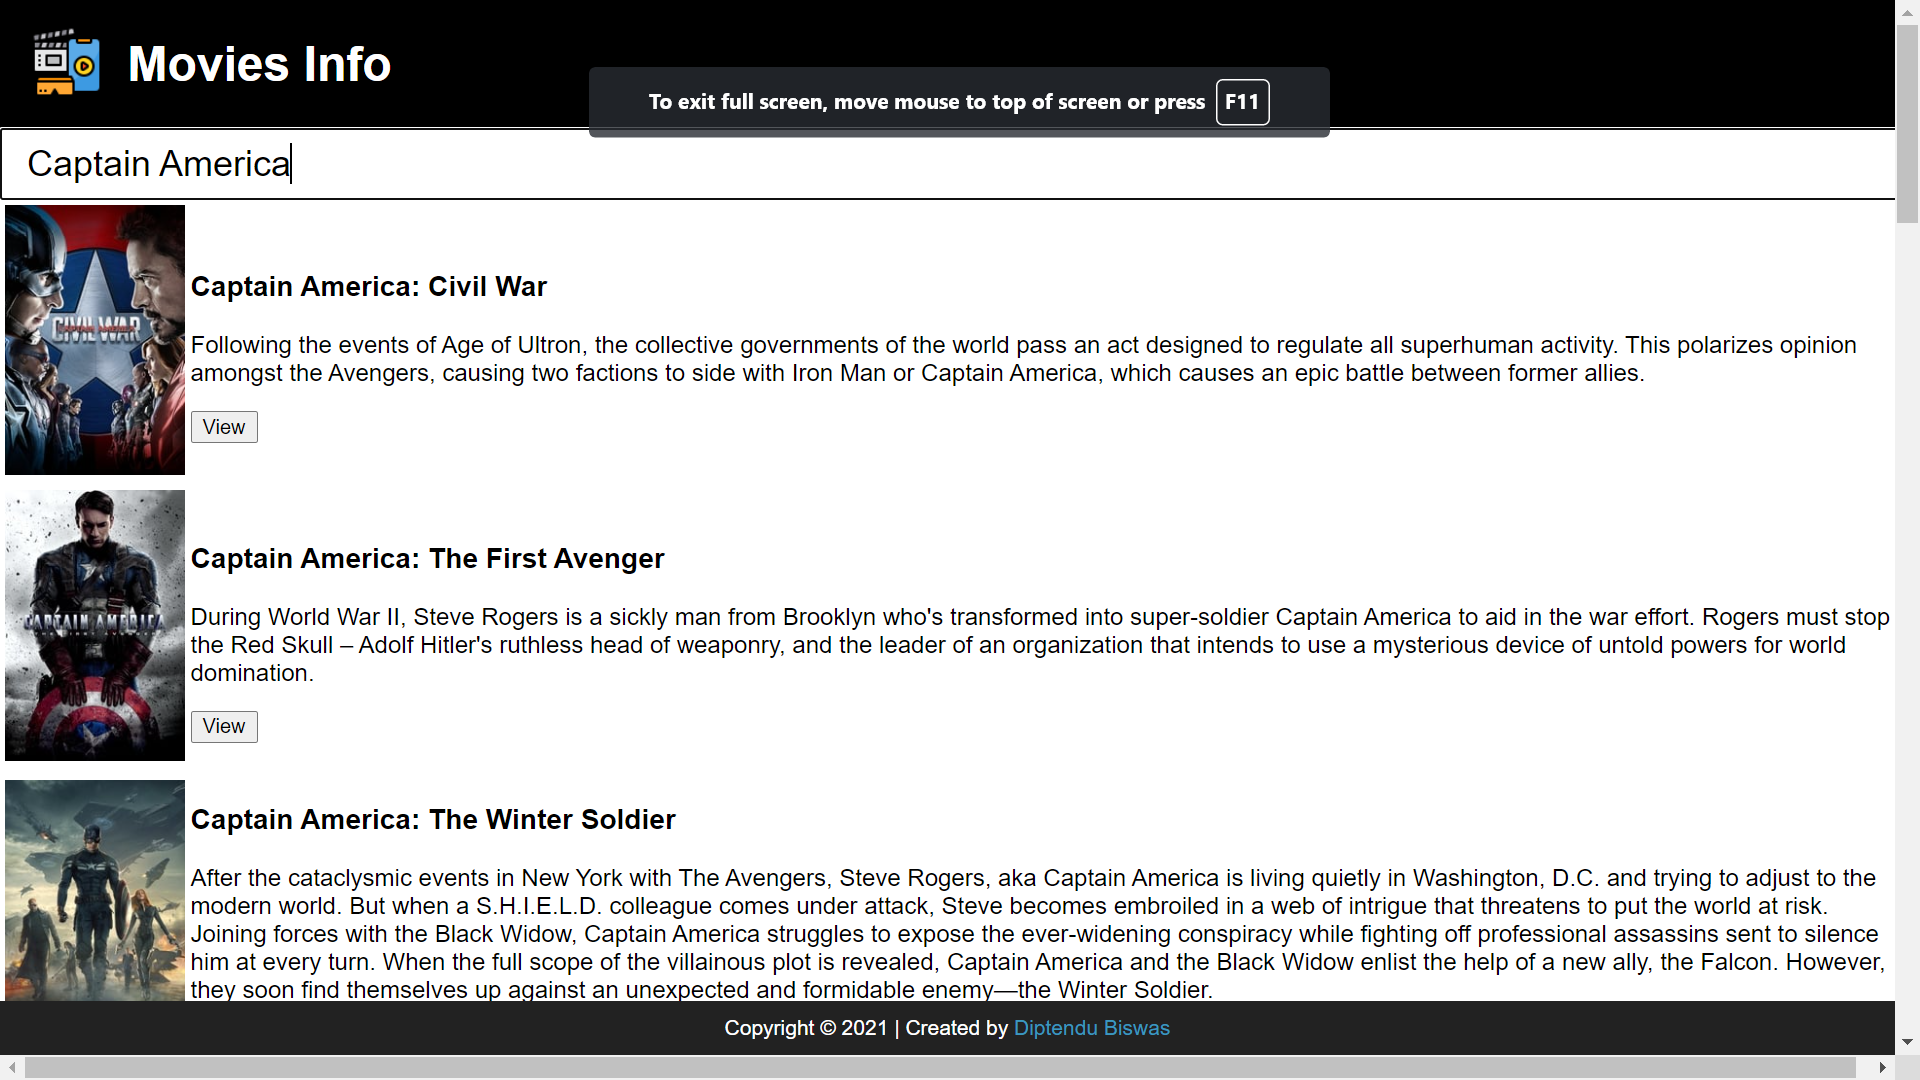 Movies Info
To exit full screen, move mouse to top of screen or press F11
Captain America
CIVIL WAR
Captain America: Civil War
Following the events of Age of Ultron, the collective governments of the world pass an act designed to regulate all superhuman activity. This polarizes opinion
amongst the Avengers, causing two factions to side with Iron Man or Captain America, which causes an epic battle between former allies.
View
CAPTAIN AMERICA
Captain America: The First Avenger
During World War II, Steve Rogers is a sickly man from Brooklyn who's transformed into super-soldier Captain America to aid in the war effort. Rogers must stop
the Red Skull – Adolf Hitler's ruthless head of weaponry, and the leader of an organization that intends to use a mysterious device of untold powers for world
domination.
View
Captain America: The Winter Soldier
After the cataclysmic events in New York with The Avengers, Steve Rogers, aka Captain America is living quietly in Washington, D.C. and trying to adjust to the
modern world. But when a S.H.I.E.L.D. colleague comes under attack, Steve becomes embroiled in a web of intrigue that threatens to put the world at risk.
Joining forces with the Black Widow, Captain America struggles to expose the ever-widening conspiracy while fighting off professional assassins sent to silence
him at every turn. When the full scope of the villainous plot is revealed, Captain America and the Black Widow enlist the help of a new ally, the Falcon. However,
they soon find themselves up against an unexpected and formidable enemy—the Winter Soldier.
Copyright © 2021 | Created by Diptendu Biswas